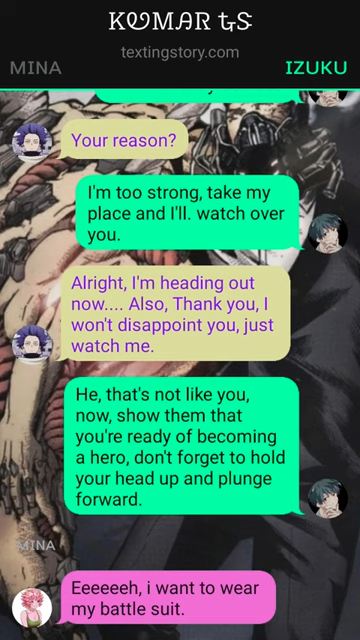 KUMAR tS
textingstory.com
MINA
IZUKU
Your reason?
I'm too strong, take my
place and I'll. watch over
you.
Alright, I'm heading out
now.... Also, Thank you, I
won't disappoint you, just
watch me.
He, that's not like you,
now, show them that
you're ready of becoming
a hero, don't forget to hold
your head up and plunge
forward.
MINA
Eeeeeeh, i want to wear
my battle suit.